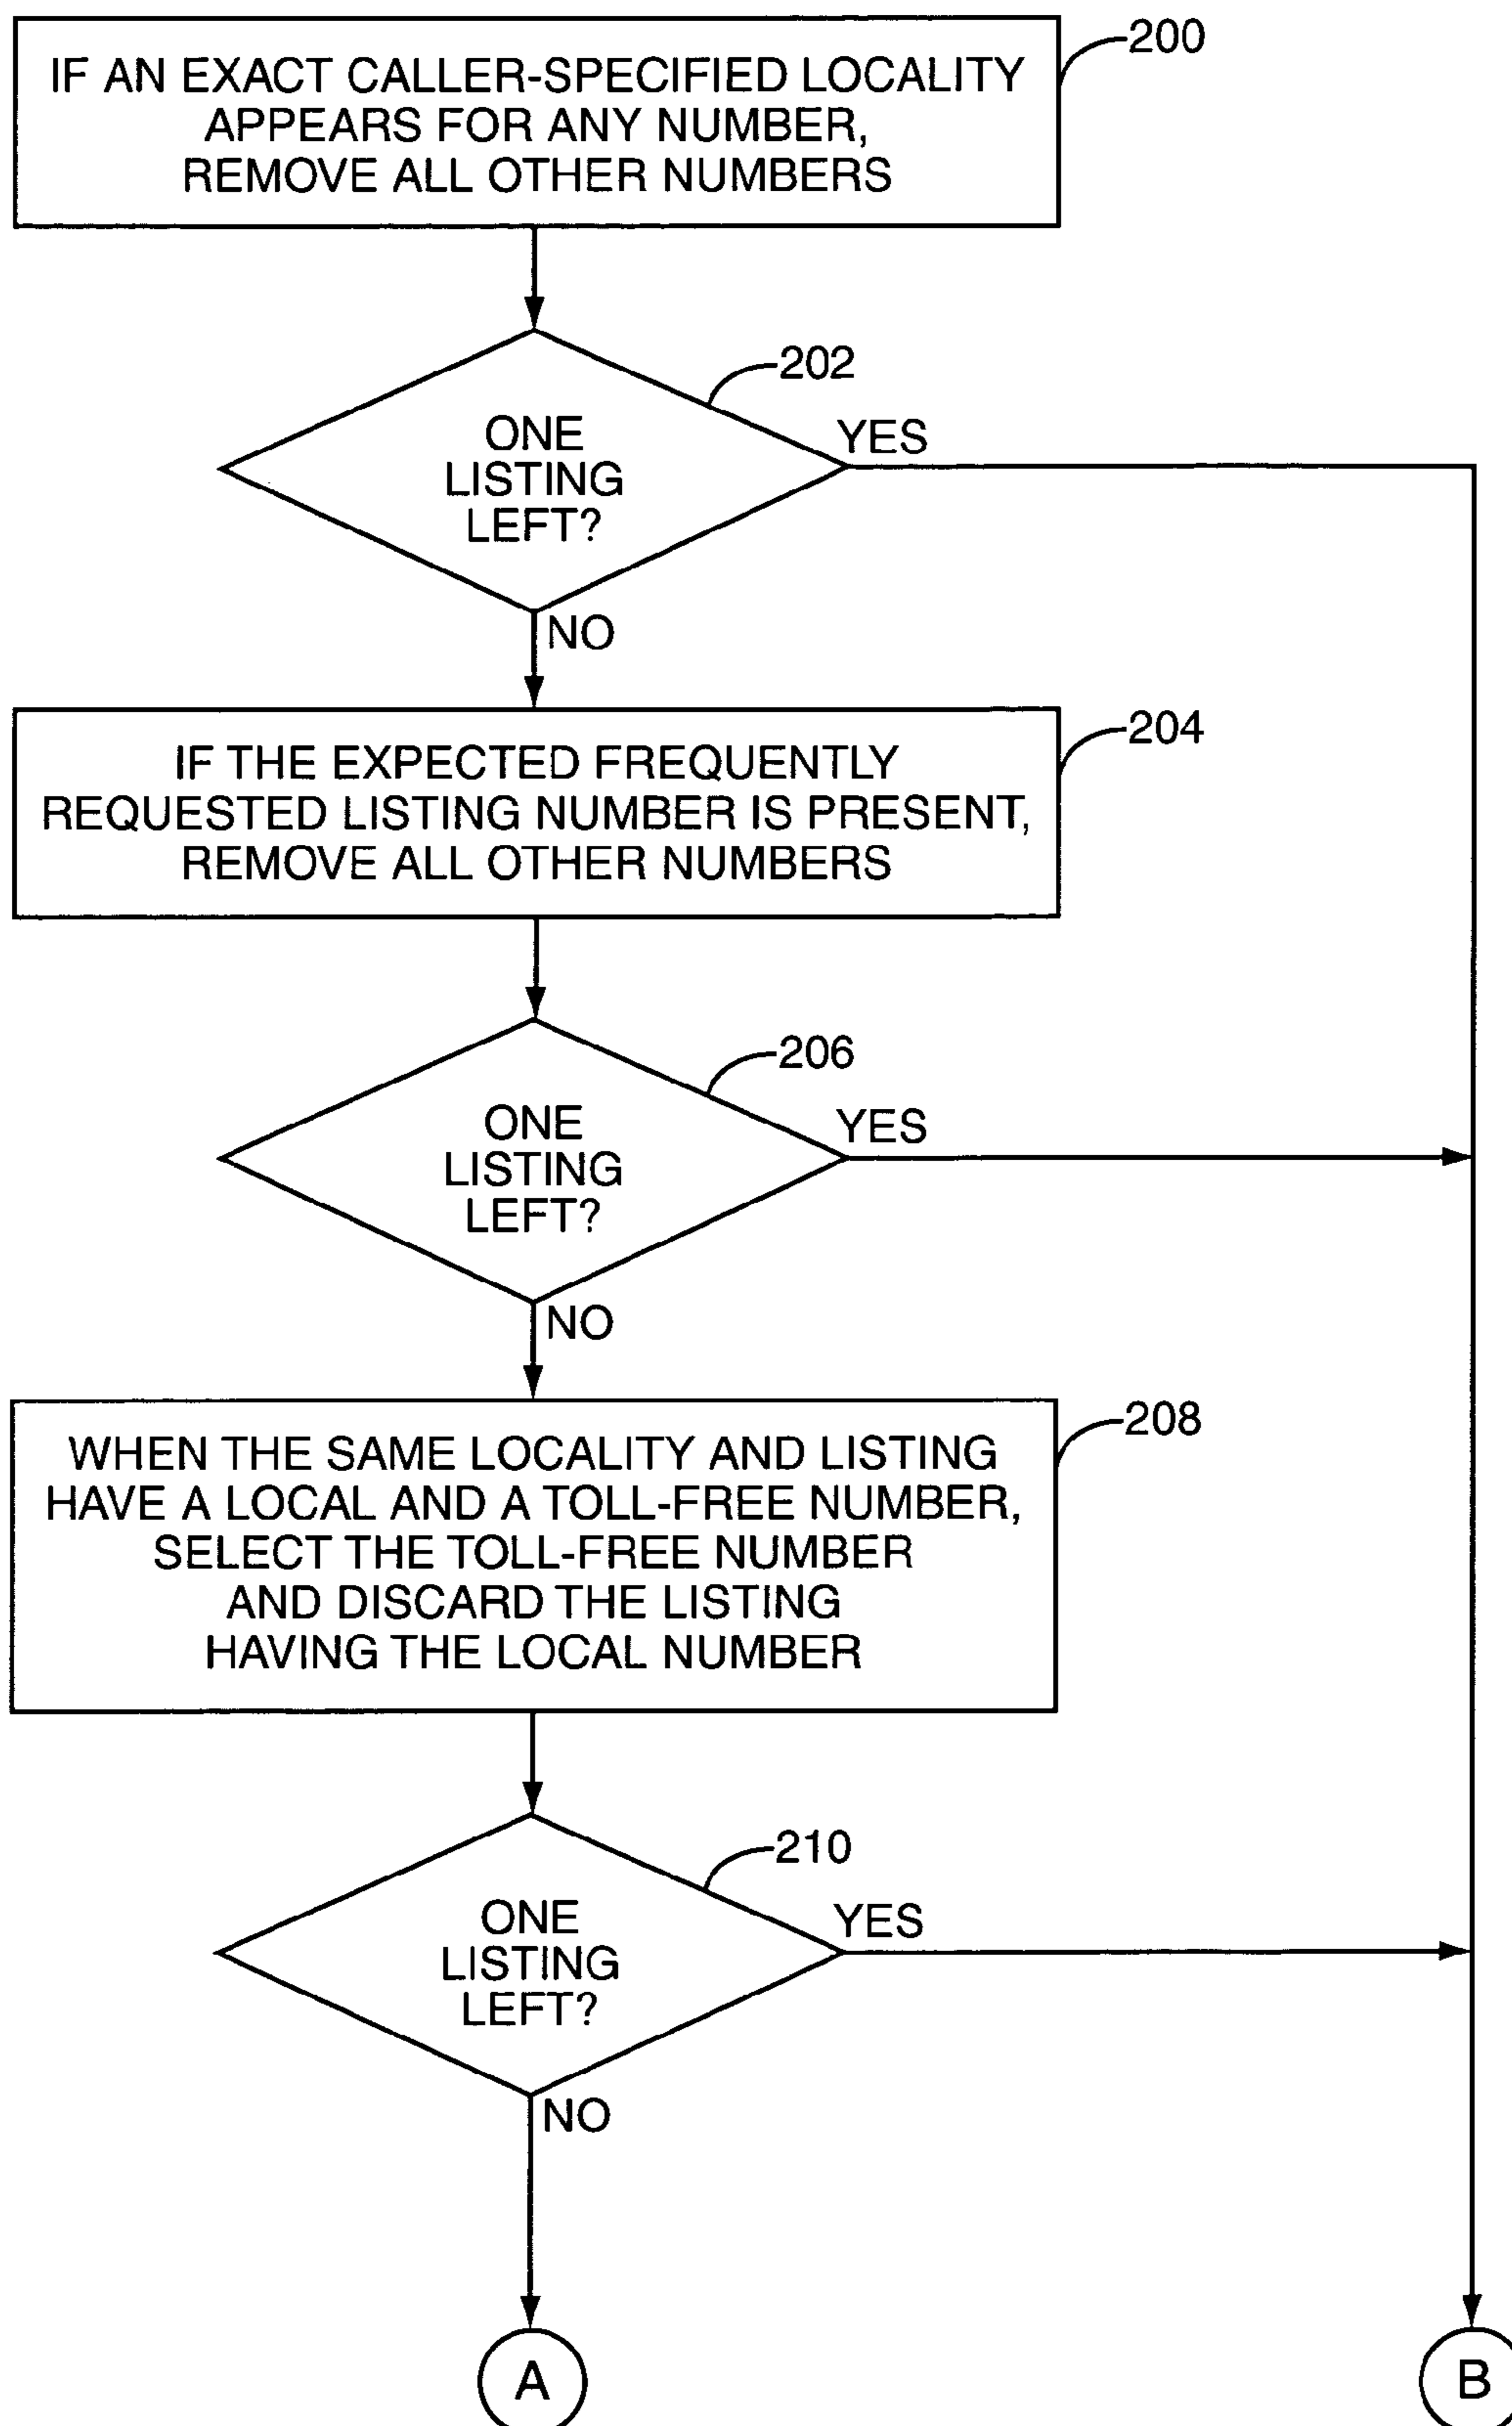 200
IF AN EXACT CALLER-SPECIFIED LOCALITY
APPEARS FOR ANY NUMBER,
REMOVE ALL OTHER NUMBERS
202
ONE
LISTING
LEFT?
YES
NO
204
IF THE EXPECTED FREQUENTLY
REQUESTED LISTING NUMBER IS PRESENT,
REMOVE ALL OTHER NUMBERS
206
ONE
LISTING
LEFT?
YES
NO
208
WHEN THE SAME LOCALITY AND LISTING
HAVE A LOCAL AND A TOLL-FREE NUMBER,
SELECT THE TOLL-FREE NUMBER
AND DISCARD THE LISTING
HAVING THE LOCAL NUMBER
210
ONE
LISTING
LEFT?
YES
NO
A
B